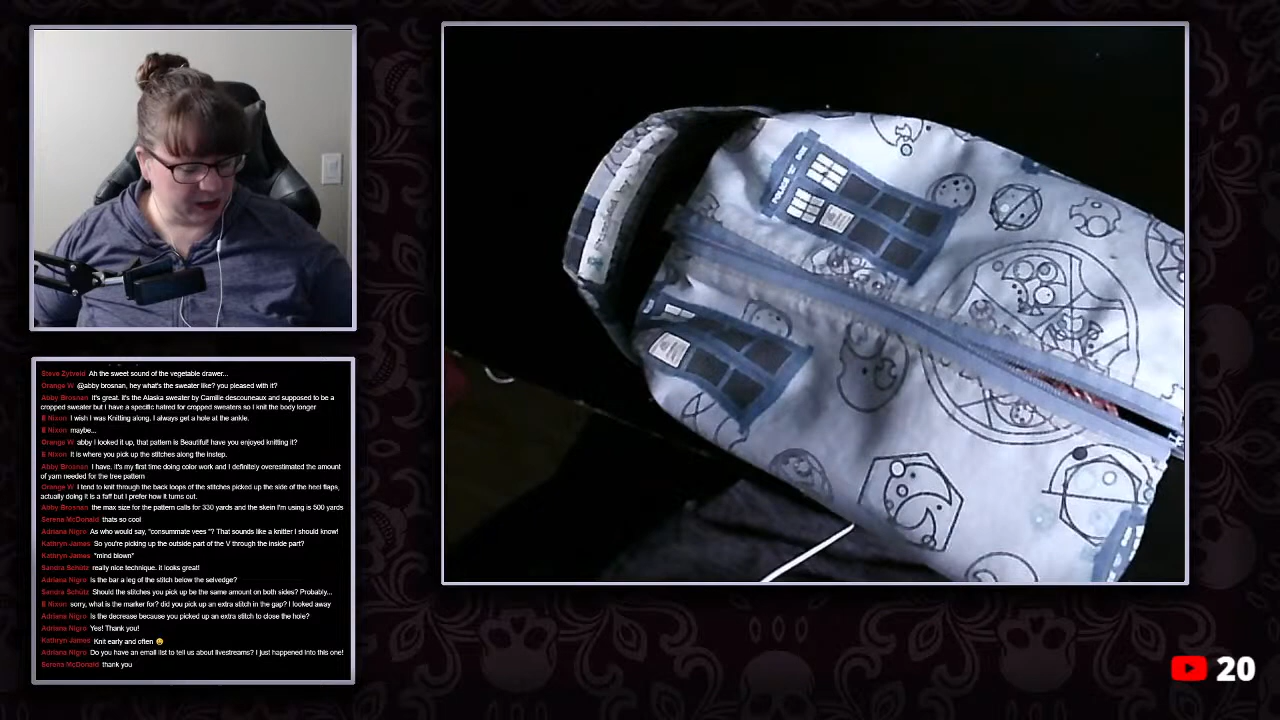 Steve Zytveld Ah the sweet sound of the vegetable drawer...
Orange W @abby brosnan, hey what's the sweater like? you pleased with it?
Abby Brosnan It's great. It's the Alaska sweater by Camille descouneaux and supposed to be a
cropped sweater but I have a specific hatred for cropped sweaters so I knit the body longer
B Nixon I wish I was Knitting along. I always get a hole at the ankle.
B Nixon maybe...
Orange W abby I looked it up, that pattern is Beautiful! have you enjoyed knitting it?
B Nixon It is where you pick up the stitches along the instep.
Abby Brosnan I have. it's my first time doing color work and I definitely overestimated the amount
of yarn needed for the tree pattern
Orange W I tend to knit through the back loops of the stitches picked up the side of the heel flaps,
actually doing it is a faff but I prefer how it turns out.
Abby Brosnan the max size for the pattern calls for 330 yards and the skein I'm using is 500 yards
Serena McDonald thats so cool
Adriana Nigro As who would say, "consummate vees "? That sounds like a knitter I should know!
Kathryn James So you're picking up the outside part of the V through the inside part?
Kathryn James "mind blown"
Sandra Schütz really nice technique. It looks great!
Adriana Nigro Is the bar a leg of the stitch below the selvedge?
Sandra Schütz Should the stitches you pick up be the same amount on both sides? Probably...
B Nixon sorry, what is the marker for? did you pick up an extra stitch in the gap? I looked away
Adriana Nigro Is the decrease because you picked up an extra stitch to close the hole?
Adriana Nigro Yes! Thank you!
Kathryn James Knit early and often 😉
Adriana Nigro Do you have an email list to tell us about livestreams? I just happened into this one!
Serena McDonald thank you
POLICE BOX
20